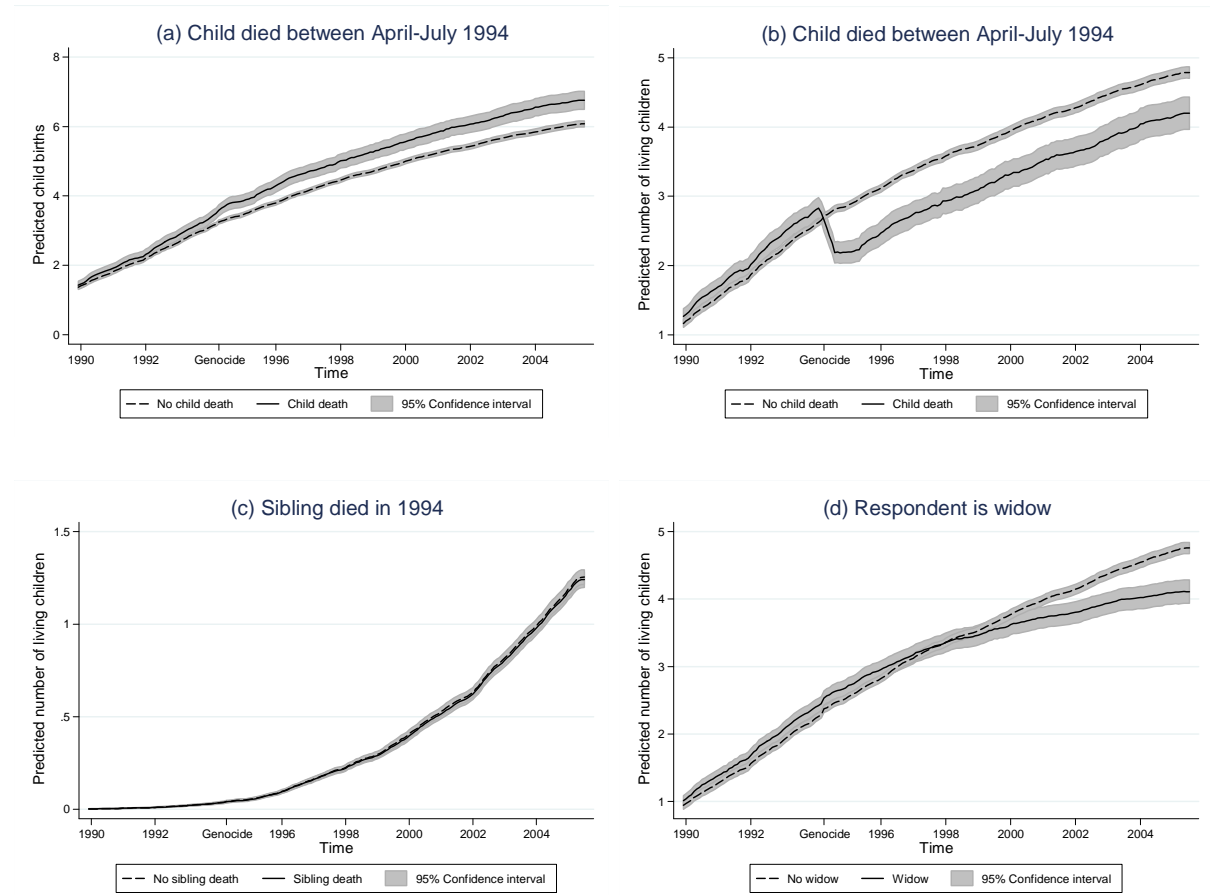 (a) Child died between April-July 1994
Predicted child births
8
6
4
2
0
1990 1992 Genocide 1996 1998 2000 2002 2004
Time
No child death Child death 95% Confidence interval
(b) Child died between April-July 1994
Predicted number of living children
5
4
3
2
1
1990 1992 Genocide 1996 1998 2000 2002 2004
Time
No child death Child death 95% Confidence interval
(c) Sibling died in 1994
Predicted number of living children
1.5
1
.5
0
1990 1992 Genocide 1996 1998 2000 2002 2004
Time
No sibling death Sibling death 95% Confidence interval
(d) Respondent is widow
Predicted number of living children
5
4
3
2
1
1990 1992 Genocide 1996 1998 2000 2002 2004
Time
No widow Widow 95% Confidence interval